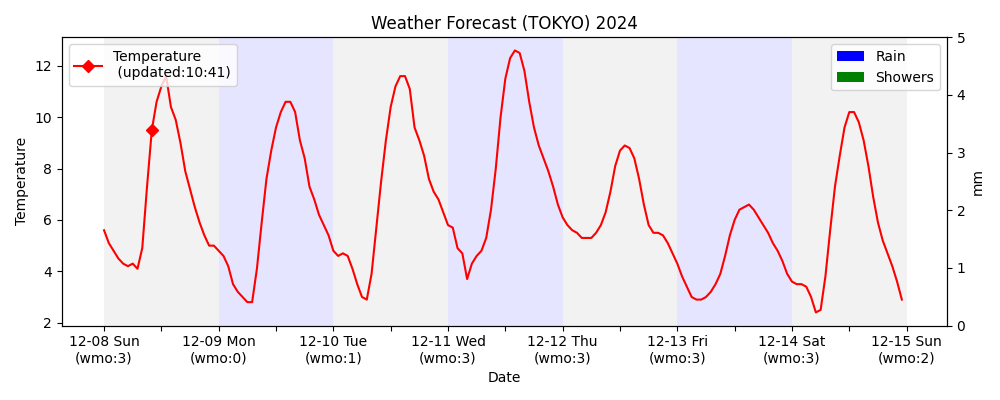 Weather Forecast (TOKYO) 2024
Temperature
(updated:10:41)
Rain
Showers
Temperature
12
10
8
6
4
2
5
4
3
2
1
0
mm
12-08 Sun
(wmo:3)
12-09 Mon
(wmo:0)
12-10 Tue
(wmo:1)
12-11 Wed
(wmo:3)
12-12 Thu
(wmo:3)
12-13 Fri
(wmo:3)
12-14 Sat
(wmo:3)
12-15 Sun
(wmo:2)
Date